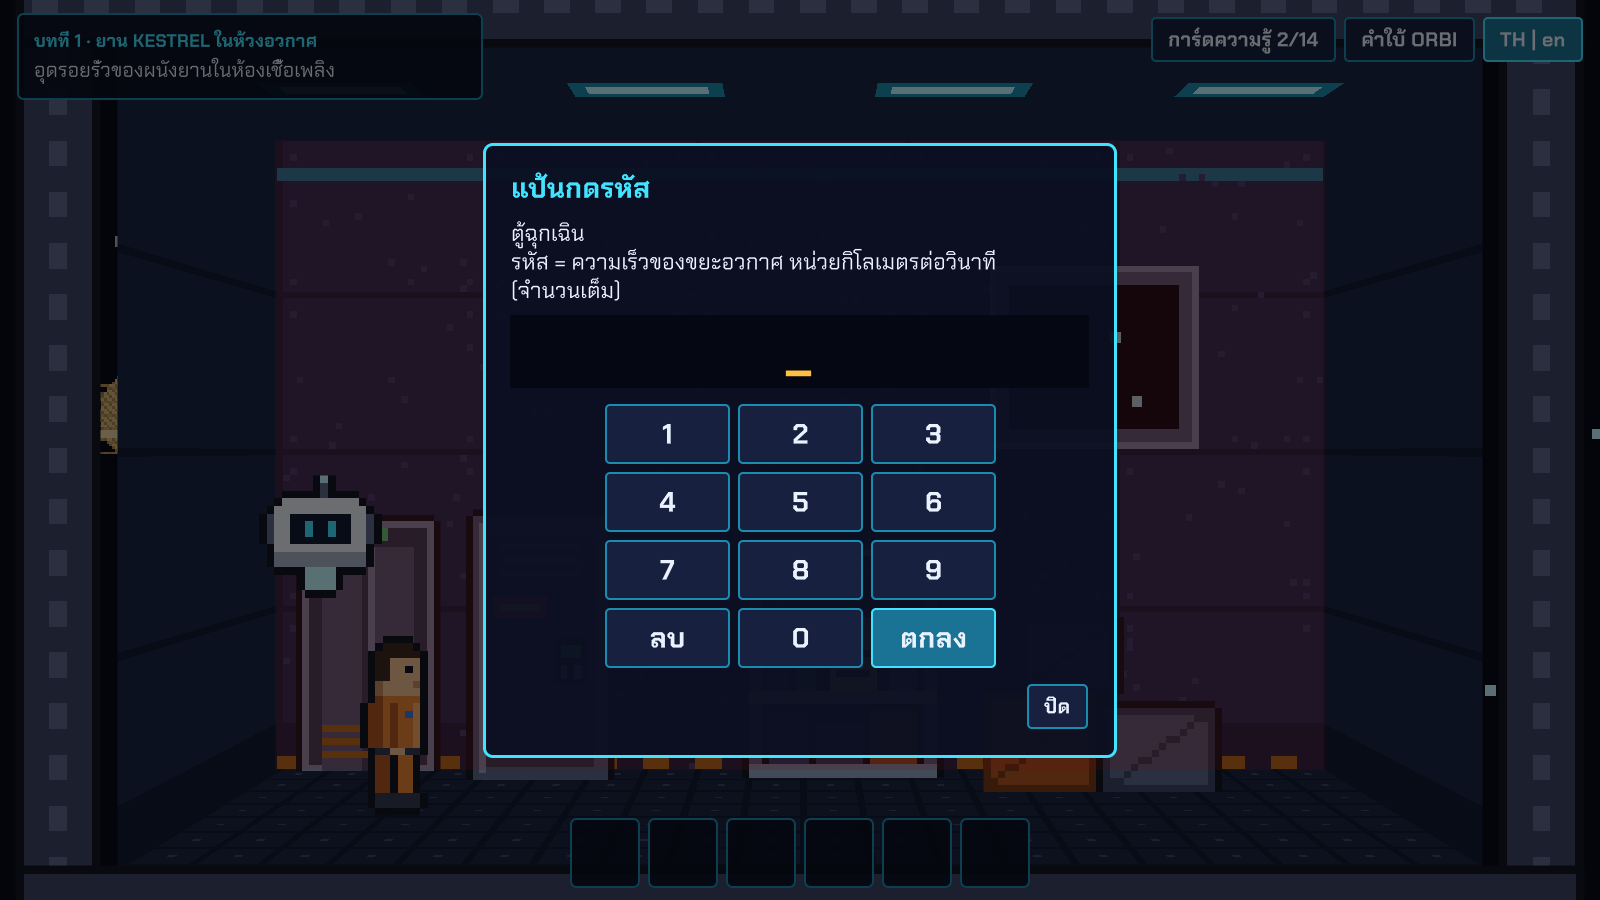 บทที่ 1 · ยาน KESTREL ในห้วงอวกาศ
อุดรอยรั่วของผนังยานในห้องเชื้อเพลิง
การ์ดความรู้ 2/14
คำใบ้ ORBI
TH | en
แป้นกดรหัส
ตู้ฉุกเฉิน
รหัส = ความเร็วของขยะอวกาศ หน่วยกิโลเมตรต่อวินาที
(จำนวนเต็ม)
1 2 3
4 5 6
7 8 9
ลบ 0 ตกลง
ปิด